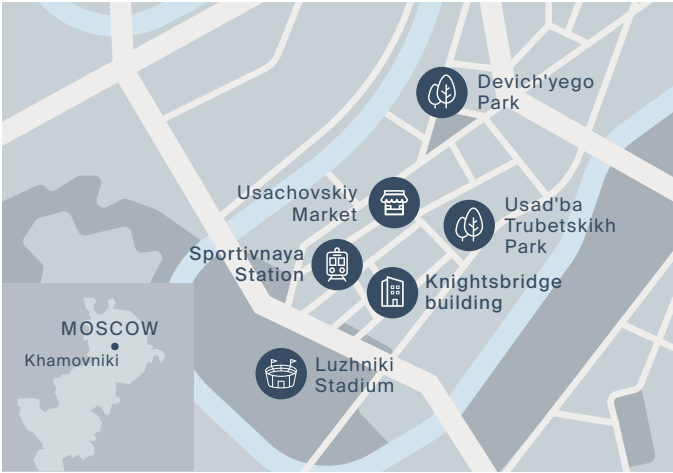 Devich'yego
Park
Usachovskiy
Market
Usad'ba
Trubetskikh
Park
Sportivnaya
Station
Knightsbridge
building
MOSCOW
Khamovniki
Luzhniki
Stadium